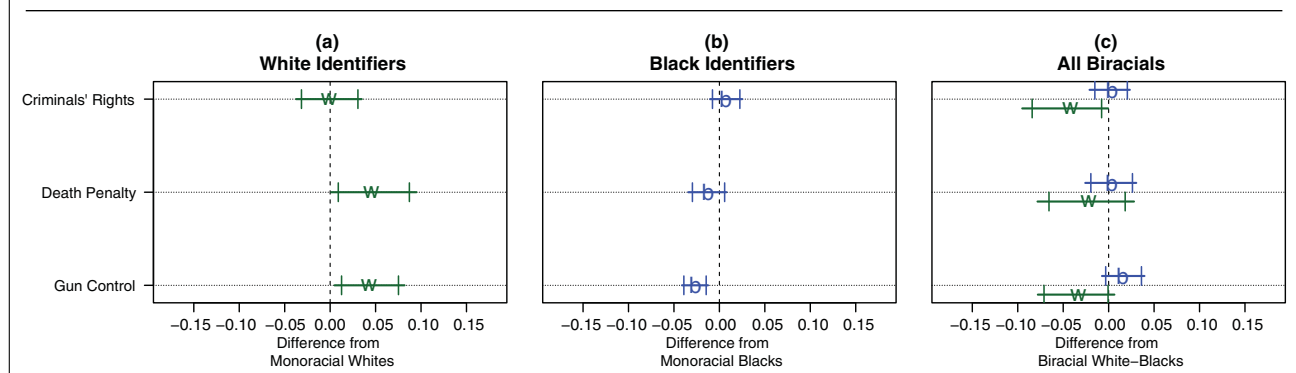 (a)
White Identifiers
(b)
Black Identifiers
(c)
All Biracials
Criminals' Rights
Death Penalty
Gun Control
W
W
W
b
b
b
b
W
b
W
b
W
−0.15 −0.10 −0.05 0.00 0.05 0.10 0.15
Difference from
Monoracial Whites
−0.15 −0.10 −0.05 0.00 0.05 0.10 0.15
Difference from
Monoracial Blacks
−0.15 −0.10 −0.05 0.00 0.05 0.10 0.15
Difference from
Biracial White−Blacks